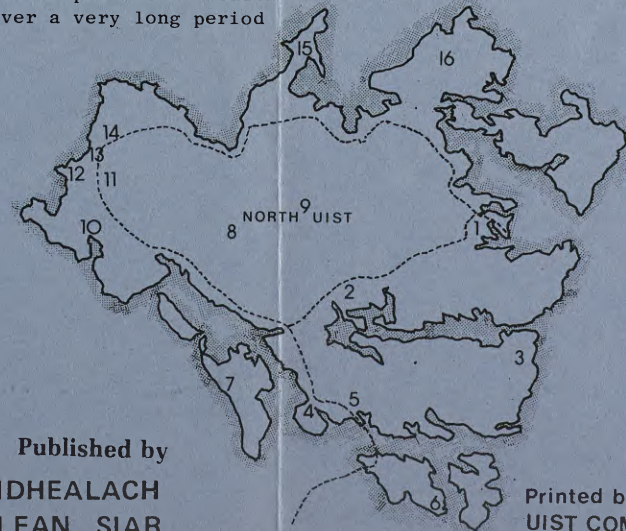 ver a very long period
15
16
14
13
12
11
10
9
8
NORTH UIST
1
2
3
7
5
4
6
Published by
IDHEALACH
LEAN SIAR
Printed b
UIST COM